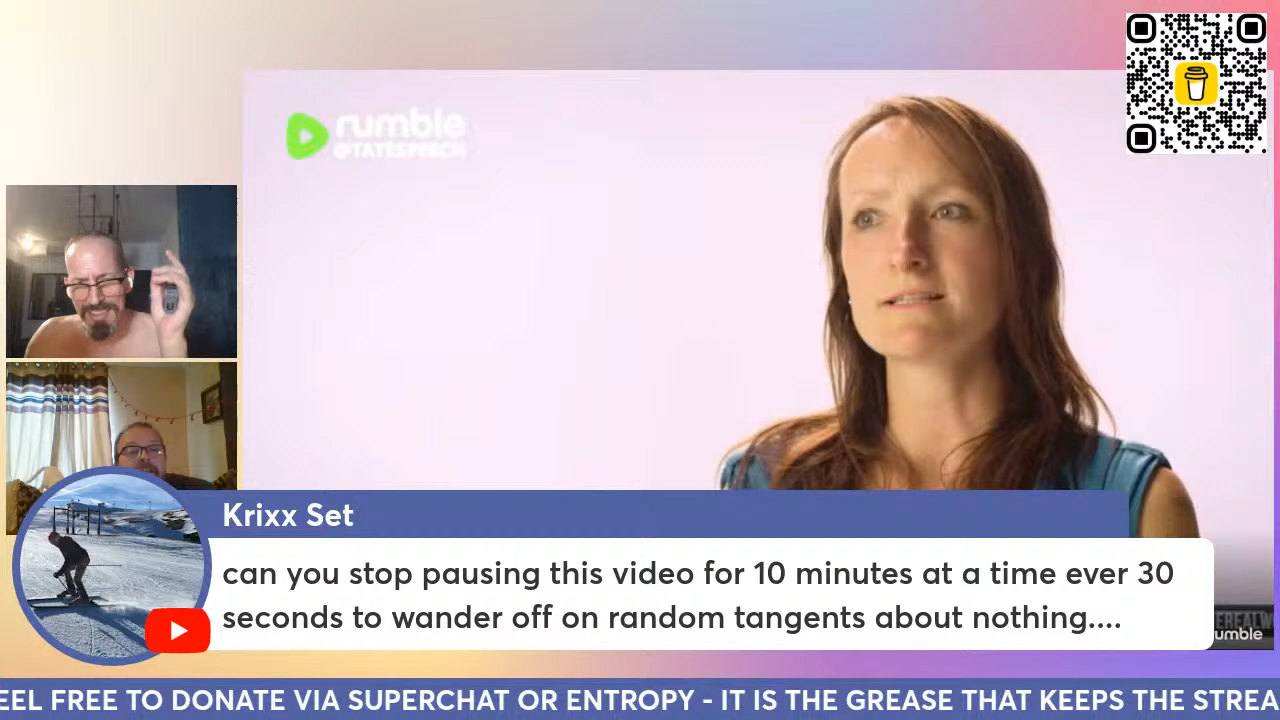 rumble
@TATESPEECH
Krixx Set
can you stop pausing this video for 10 minutes at a time ever 30
seconds to wander off on random tangents about nothing....
umble
EEL FREE TO DONATE VIA SUPERCHAT OR ENTROPY - IT IS THE GREASE THAT KEEPS THE STREA